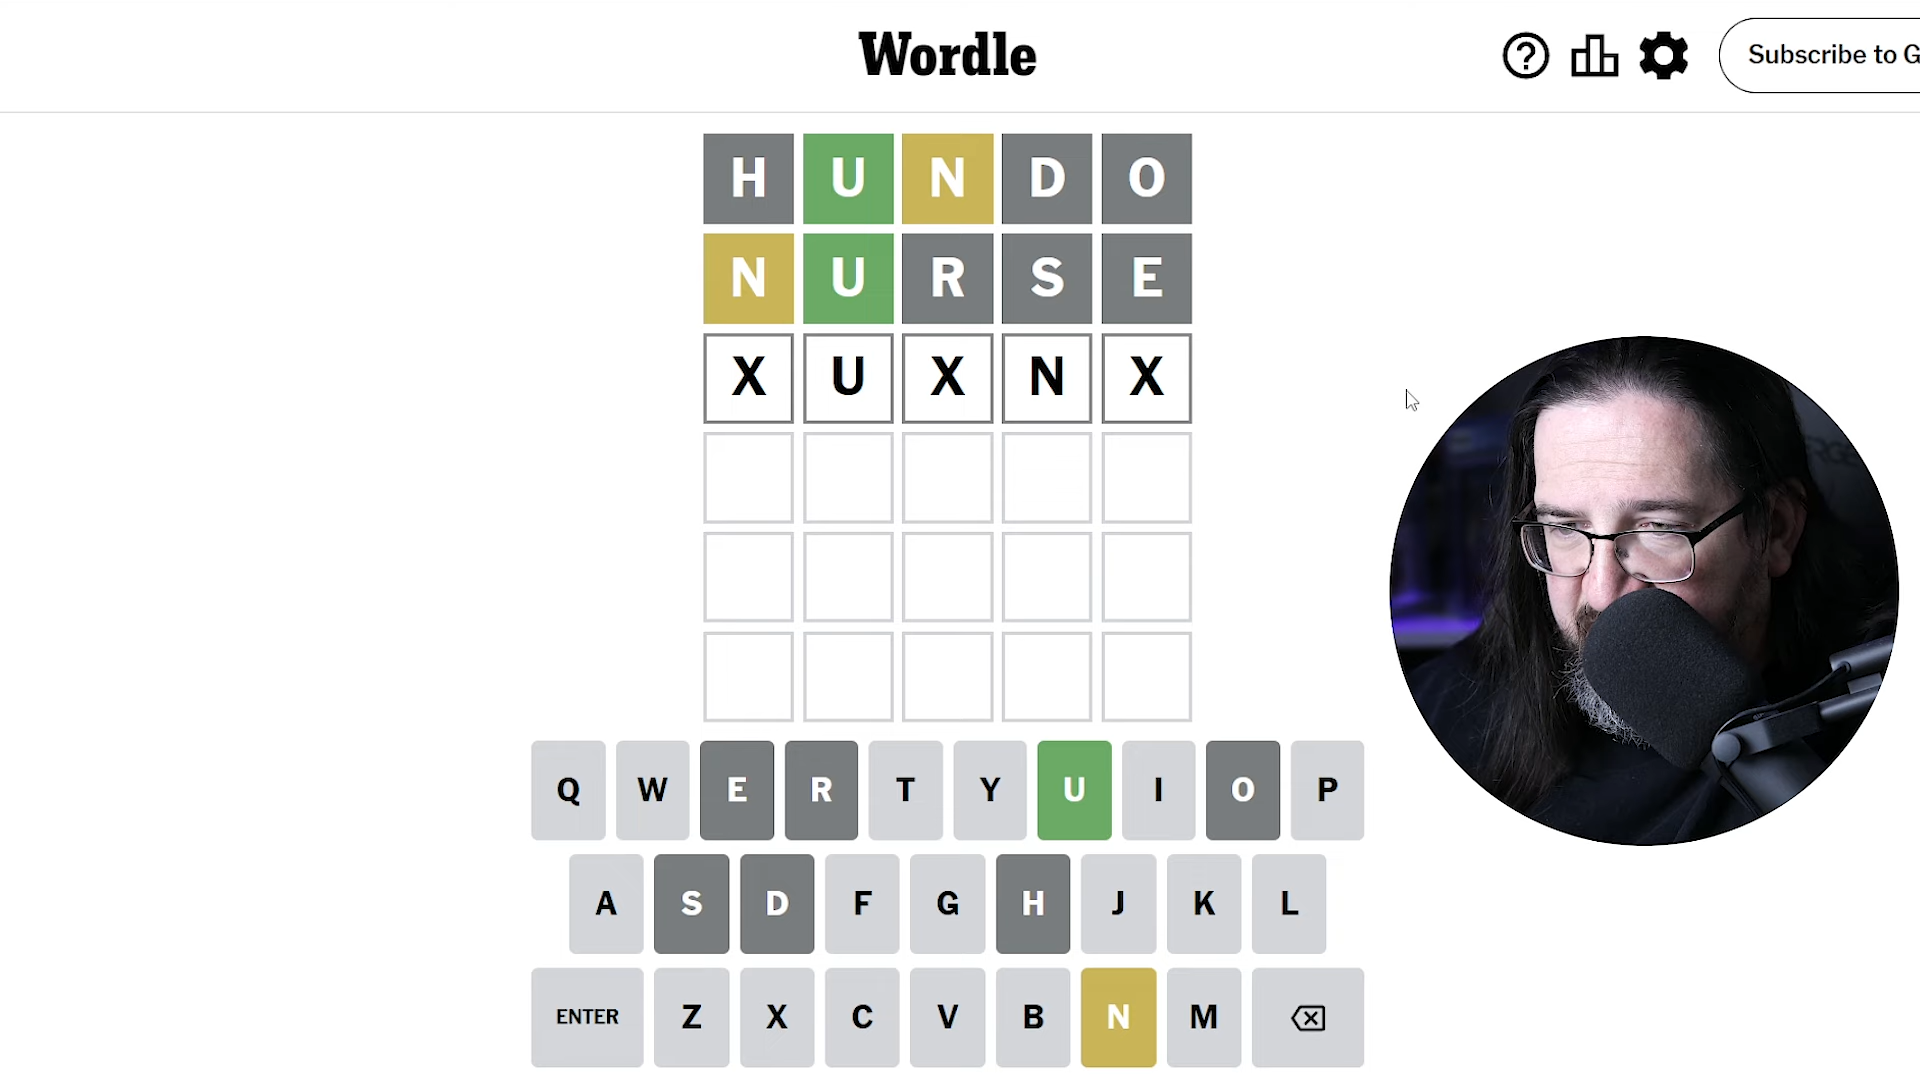 Wordle
Subscribe to G
H U N D O
N U R S E
X U X N X
Q W E R T Y U I O P
A S D F G H J K L
ENTER Z X C V B N M